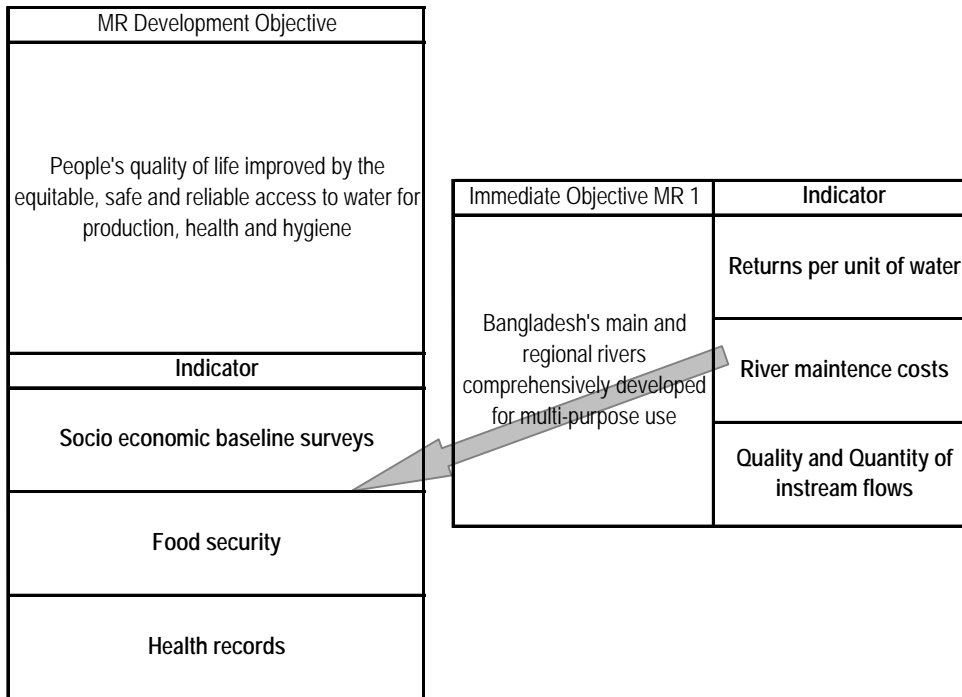 MR Development Objective
People's quality of life improved by the
equitable, safe and reliable access to water for
production, health and hygiene
Indicator
Socio economic baseline surveys
Food security
Health records
Immediate Objective MR 1
Indicator
Bangladesh's main and
regional rivers
comprehensively developed
for multi-purpose use
Returns per unit of water
River maintence costs
Quality and Quantity of
instream flows